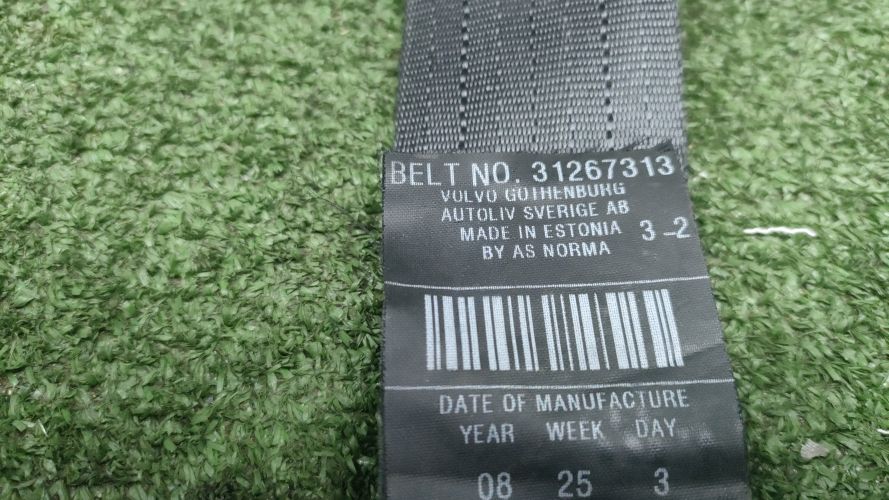 BELT NO. 31267313
VOLVO GOTHENBURG
AUTOLIV SVERIGE AB
MADE IN ESTONIA 3-2
BY AS NORMA
DATE OF MANUFACTURE
YEAR WEEK DAY
08 25 3